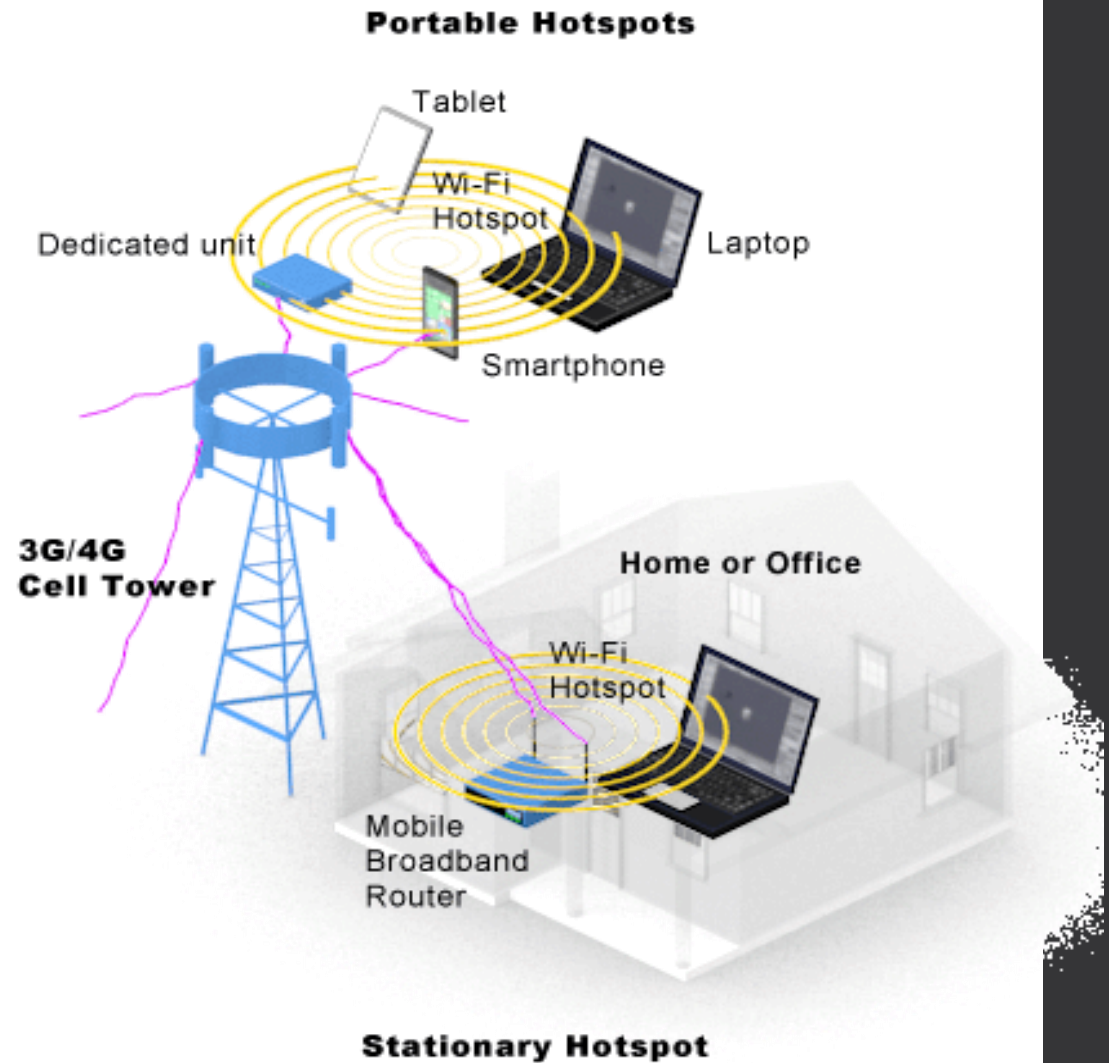 Portable Hotspots
Tablet
Wi-Fi
Hotspot
Dedicated unit
Laptop
Smartphone
3G/4G
Cell Tower
Home or Office
Wi-Fi
Hotspot
Mobile
Broadband
Router
Stationary Hotspot